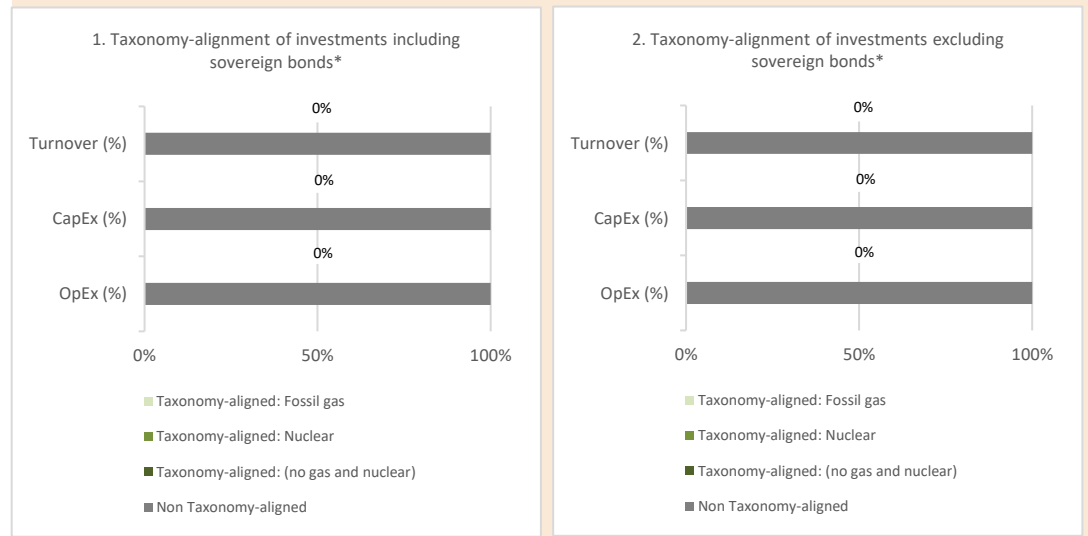 1. Taxonomy-alignment of investments including
sovereign bonds*
0%
Turnover (%)
0%
CapEx (%)
0%
OpEx (%)
0%
50%
100%
Taxonomy-aligned: Fossil gas
Taxonomy-aligned: Nuclear
Taxonomy-aligned: (no gas and nuclear)
Non Taxonomy-aligned
2. Taxonomy-alignment of investments excluding
sovereign bonds*
0%
Turnover (%)
0%
CapEx (%)
0%
OpEx (%)
0%
50%
100%
Taxonomy-aligned: Fossil gas
Taxonomy-aligned: Nuclear
Taxonomy-aligned: (no gas and nuclear)
Non Taxonomy-aligned